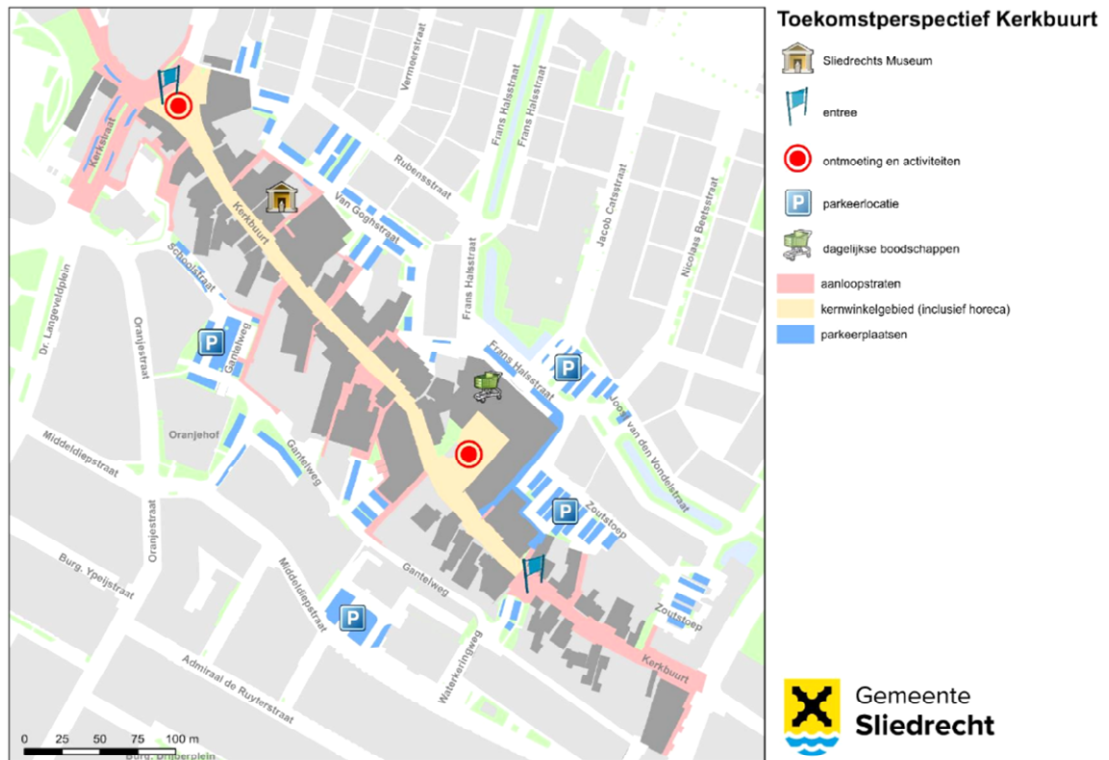 Toekomstperspectief Kerkbuurt
Sliedrechts Museum
entree
ontmoeting en activiteiten
P
parkeerlocatie
dagelijkse boodschappen
aanloopstraten
kernwinkelgebied (inclusief horeca)
parkeerplaatsen
Gemeente
Sliedrecht
Vermeerstraat
Frans Halsstraat
Frans Halsstraat
Kerkstraat
Rubensstraat
Jacob Catsstraat
Nicolaas Beetsstraat
Van Goghstraat
Kerkbuurt
Schoolstraat
Frans Halsstraat
Dr. Langeveldplein
Oranjestraat
P
Gantelweg
Frans Halsstraat
P
Joost van den Vondelstraat
Oranjehof
Middeldiepstraat
Gantelweg
P
Zoutstoep
Oranjestraat
Burg. Ypeijstraat
Middeldiepstraat
Gantelweg
P
Zoutstoep
Waterkeringweg
Kerkbuurt
Admiraal de Ruyterstraat
0 25 50 75 100 m
Burg. Drijberplein